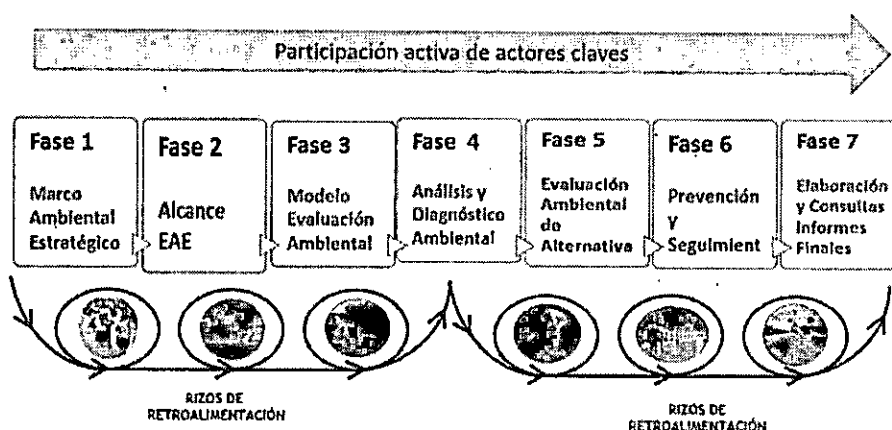 Participación activa de actores claves
Fase 1
Marco
Ambiental
Estratégico
Fase 2
Alcance
EAE
Fase 3
Modelo
Evaluación
Ambiental
Fase 4
Análisis y
Diagnóstico
Ambiental
Fase 5
Evaluación
Ambiental
de
Alternativa
Fase 6
Prevención
y
Seguimient
Fase 7
Elaboración
y Consultas
Informes
Finales
RIZOS DE
RETROALIMENTACIÓN
RIZOS DE
RETROALIMENTACIÓN